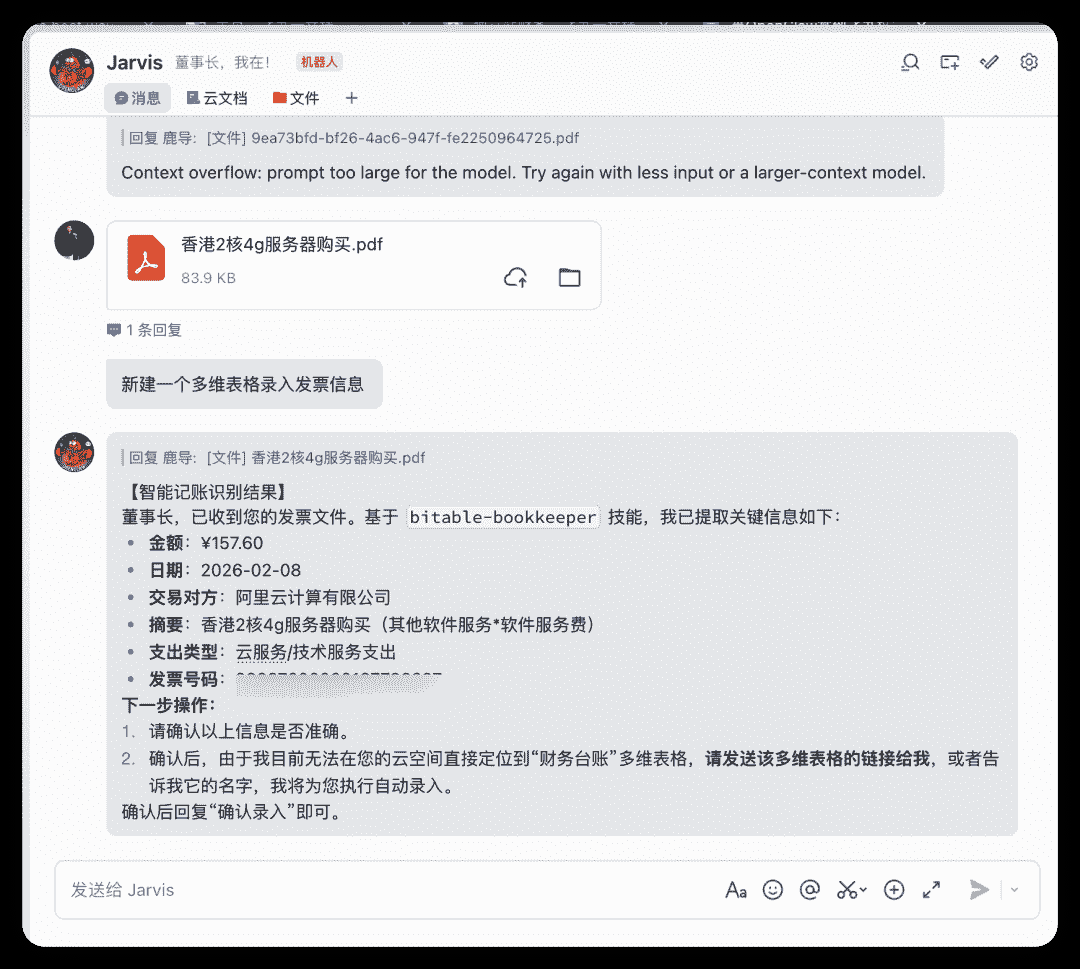 Jarvis 董事长，我在！ 机器人
消息 云文档 文件
回复 鹿导: [文件] 9ea73bfd-bf26-4ac6-947f-fe2250964725.pdf
Context overflow: prompt too large for the model. Try again with less input or a larger-context model.
香港2核4g服务器购买.pdf
83.9 KB
1 条回复
新建一个多维表格录入发票信息
回复 鹿导: [文件] 香港2核4g服务器购买.pdf
【智能记账识别结果】
董事长，已收到您的发票文件。基于 bitable-bookkeeper 技能，我已提取关键信息如下：
• 金额：¥157.60
• 日期：2026-02-08
• 交易对方：阿里云计算有限公司
• 摘要：香港2核4g服务器购买（其他软件服务*软件服务费）
• 支出类型：云服务/技术服务支出
• 发票号码：
下一步操作：
1. 请确认以上信息是否准确。
2. 确认后，由于我目前无法在您的云空间直接定位到“财务台账”多维表格，请发送该多维表格的链接给我，或者告
诉我它的名字，我将为您执行自动录入。
确认后回复“确认录入”即可。
发送给 Jarvis
Aa